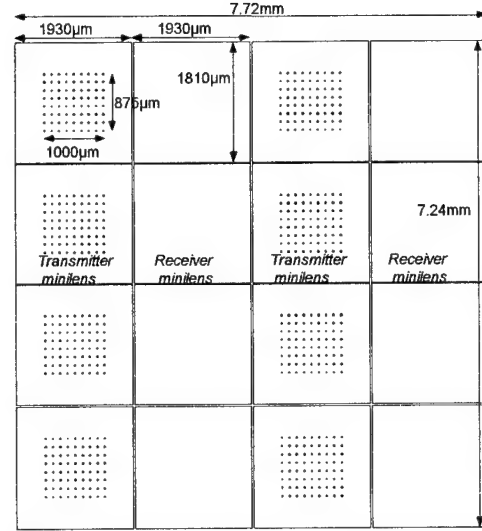 7.72mm
1930µm
1930µm
1810µm
875µm
1000µm
7.24mm
Transmitter
minilens
Receiver
minilens
Transmitter
minilens
Receiver
minilens